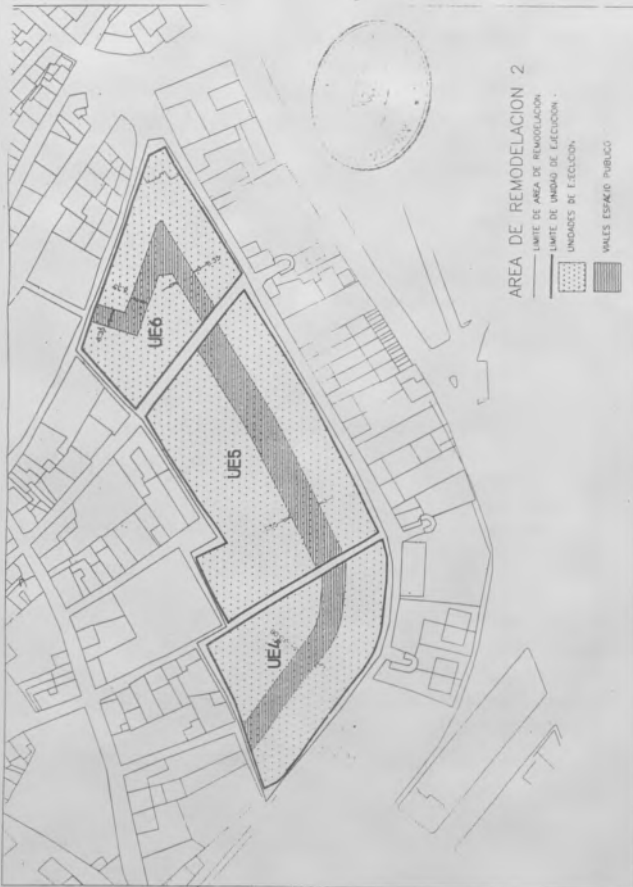 AREA DE REMODELACION 2
LIMITE DE AREA DE REMODELACION
LIMITE DE UNIDAD DE EJECUCION
UNIDADES DE EJECUCION
VIALES ESPACIO PUBLICO
UE6
UE5
UE4